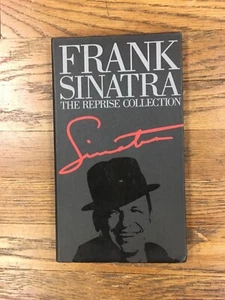 FRANK
SINATRA
THE REPRISE COLLECTION
Sinatra